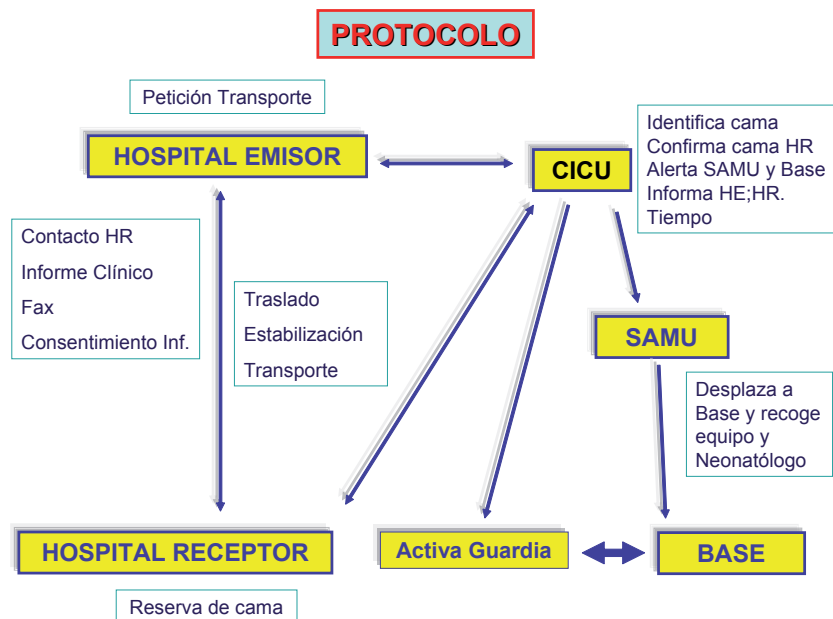 PROTOCOLO
Petición Transporte
HOSPITAL EMISOR
CICU
Identifica cama
Confirma cama HR
Alerta SAMU y Base
Informa HE;HR.
Tiempo
Contacto HR
Informe Clínico
Fax
Consentimiento Inf.
Traslado
Estabilización
Transporte
SAMU
Desplaza a
Base y recoge
equipo y
Neonatólogo
HOSPITAL RECEPTOR
Activa Guardia
BASE
Reserva de cama